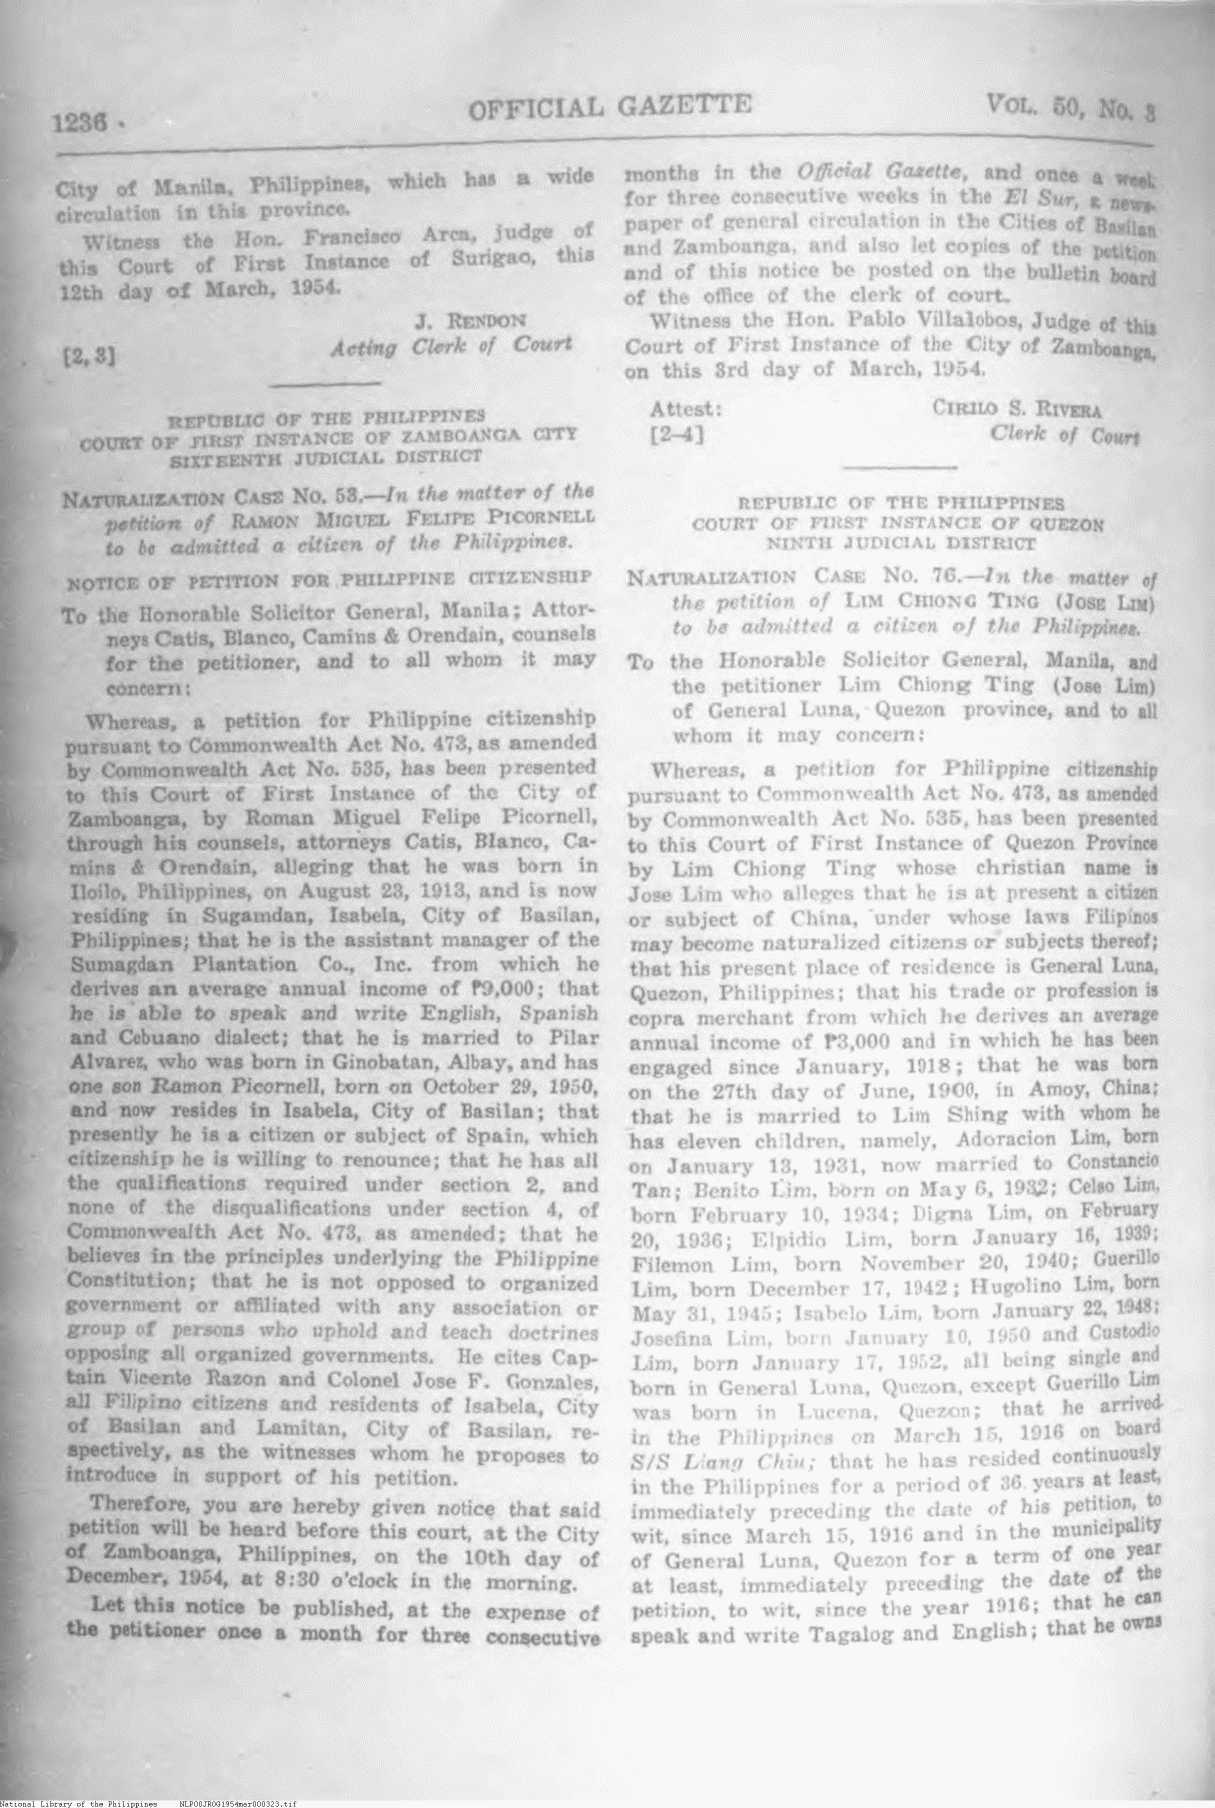 1236
OFFICIAL GAZETTE
VOL. 50, No. 3
City of Manila, Philippines, which has a wide
circulation in this province.
Witness the Hon. Francisco Arca, judge of
this Court of First Instance of Surigao, this
12th day of March, 1954.
J. RENDON
[2, 3] Acting Clerk of Court
REPUBLIC OF THE PHILIPPINES
COURT OF FIRST INSTANCE OF ZAMBOANGA CITY
SIXTEENTH JUDICIAL DISTRICT
NATURALIZATION CASE NO. 53.—In the matter of the
petition of RAMON MIGUEL FELIPE PICORNELL
to be admitted a citizen of the Philippines.
NOTICE OF PETITION FOR PHILIPPINE CITIZENSHIP
To the Honorable Solicitor General, Manila; Attor-
neys Catis, Blanco, Camins & Orendain, counsels
for the petitioner, and to all whom it may
concern:
Whereas, a petition for Philippine citizenship
pursuant to Commonwealth Act No. 473, as amended
by Commonwealth Act No. 535, has been presented
to this Court of First Instance of the City of
Zamboanga, by Roman Miguel Felipe Picornell,
through his counsels, attorneys Catis, Blanco, Ca-
mins & Orendain, alleging that he was born in
Iloilo, Philippines, on August 23, 1913, and is now
residing in Sugamdan, Isabela, City of Basilan,
Philippines; that he is the assistant manager of the
Sumagdan Plantation Co., Inc. from which he
derives an average annual income of ₱9,000; that
he is able to speak and write English, Spanish
and Cebuano dialect; that he is married to Pilar
Alvarez, who was born in Ginobatan, Albay, and has
one son Ramon Picornell, born on October 29, 1950,
and now resides in Isabela, City of Basilan; that
presently he is a citizen or subject of Spain, which
citizenship he is willing to renounce; that he has all
the qualifications required under section 2, and
none of the disqualifications under section 4, of
Commonwealth Act No. 473, as amended; that he
believes in the principles underlying the Philippine
Constitution; that he is not opposed to organized
government or affiliated with any association or
group of persons who uphold and teach doctrines
opposing all organized governments. He cites Cap-
tain Vicente Razon and Colonel Jose F. Gonzales,
all Filipino citizens and residents of Isabela, City
of Basilan and Lamitan, City of Basilan, re-
spectively, as the witnesses whom he proposes to
introduce in support of his petition.
Therefore, you are hereby given notice that said
petition will be heard before this court, at the City
of Zamboanga, Philippines, on the 10th day of
December, 1954, at 8:30 o'clock in the morning.
Let this notice be published, at the expense of
the petitioner once a month for three consecutive
months in the Official Gazette, and once a week
for three consecutive weeks in the El Sur, a news-
paper of general circulation in the Cities of Basilan
and Zamboanga, and also let copies of the petition
and of this notice be posted on the bulletin board
of the office of the clerk of court.
Witness the Hon. Pablo Villalobos, Judge of this
Court of First Instance of the City of Zamboanga,
on this 3rd day of March, 1954.
Attest: CIRILO S. RIVERA
[2-4] Clerk of Court
REPUBLIC OF THE PHILIPPINES
COURT OF FIRST INSTANCE OF QUEZON
NINTH JUDICIAL DISTRICT
NATURALIZATION CASE NO. 76.—In the matter of
the petition of LIM CHIONG TING (JOSE LIM)
to be admitted a citizen of the Philippines.
To the Honorable Solicitor General, Manila, and
the petitioner Lim Chiong Ting (Jose Lim)
of General Luna, Quezon province, and to all
whom it may concern:
Whereas, a petition for Philippine citizenship
pursuant to Commonwealth Act No. 473, as amended
by Commonwealth Act No. 535, has been presented
to this Court of First Instance of Quezon Province
by Lim Chiong Ting whose christian name is
Jose Lim who alleges that he is at present a citizen
or subject of China, under whose laws Filipinos
may become naturalized citizens or subjects thereof;
that his present place of residence is General Luna,
Quezon, Philippines; that his trade or profession is
copra merchant from which he derives an average
annual income of ₱3,000 and in which he has been
engaged since January, 1918; that he was born
on the 27th day of June, 1900, in Amoy, China;
that he is married to Lim Shing with whom he
has eleven children, namely, Adoracion Lim, born
on January 13, 1931, now married to Constancio
Tan; Benito Lim, born on May 6, 1932; Celso Lim,
born February 10, 1934; Digna Lim, on February
20, 1936; Elpidio Lim, born January 16, 1939;
Filemon Lim, born November 20, 1940; Guerillo
Lim, born December 17, 1942; Hugolino Lim, born
May 31, 1945; Isabelo Lim, born January 22, 1948;
Josefina Lim, born January 10, 1950 and Custodio
Lim, born January 17, 1952, all being single and
born in General Luna, Quezon, except Guerillo Lim
was born in Lucena, Quezon; that he arrived
in the Philippines on March 15, 1916 on board
S/S Liang Chiu; that he has resided continuously
in the Philippines for a period of 36 years at least,
immediately preceding the date of his petition, to
wit, since March 15, 1916 and in the municipality
of General Luna, Quezon for a term of one year
at least, immediately preceding the date of the
petition, to wit, since the year 1916; that he can
speak and write Tagalog and English; that he owns
National Library of the Philippines NLPOBJROG1954mar000323.tif